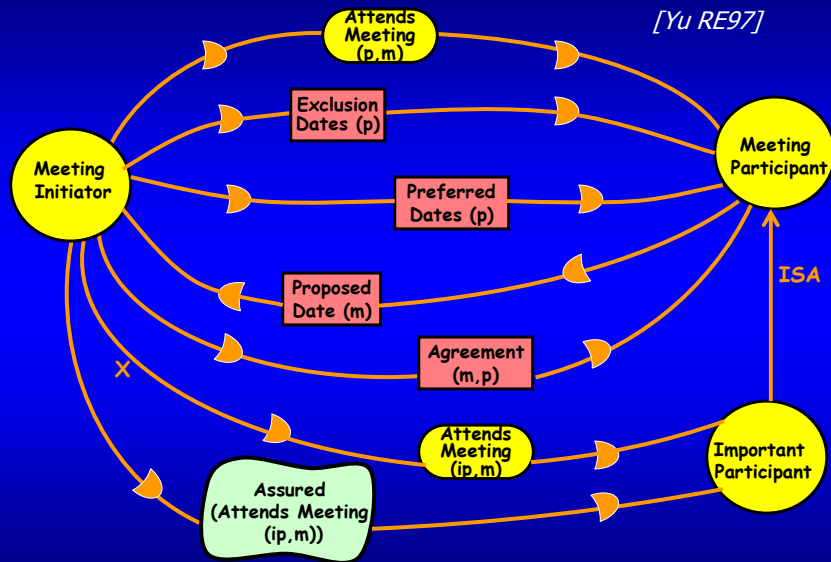 [Yu RE97]
Attends
Meeting
(p,m)
Exclusion
Dates (p)
Meeting
Initiator
Meeting
Participant
Preferred
Dates (p)
Proposed
Date (m)
ISA
Agreement
(m,p)
X
Attends
Meeting
(ip,m)
Important
Participant
Assured
(Attends Meeting
(ip,m))